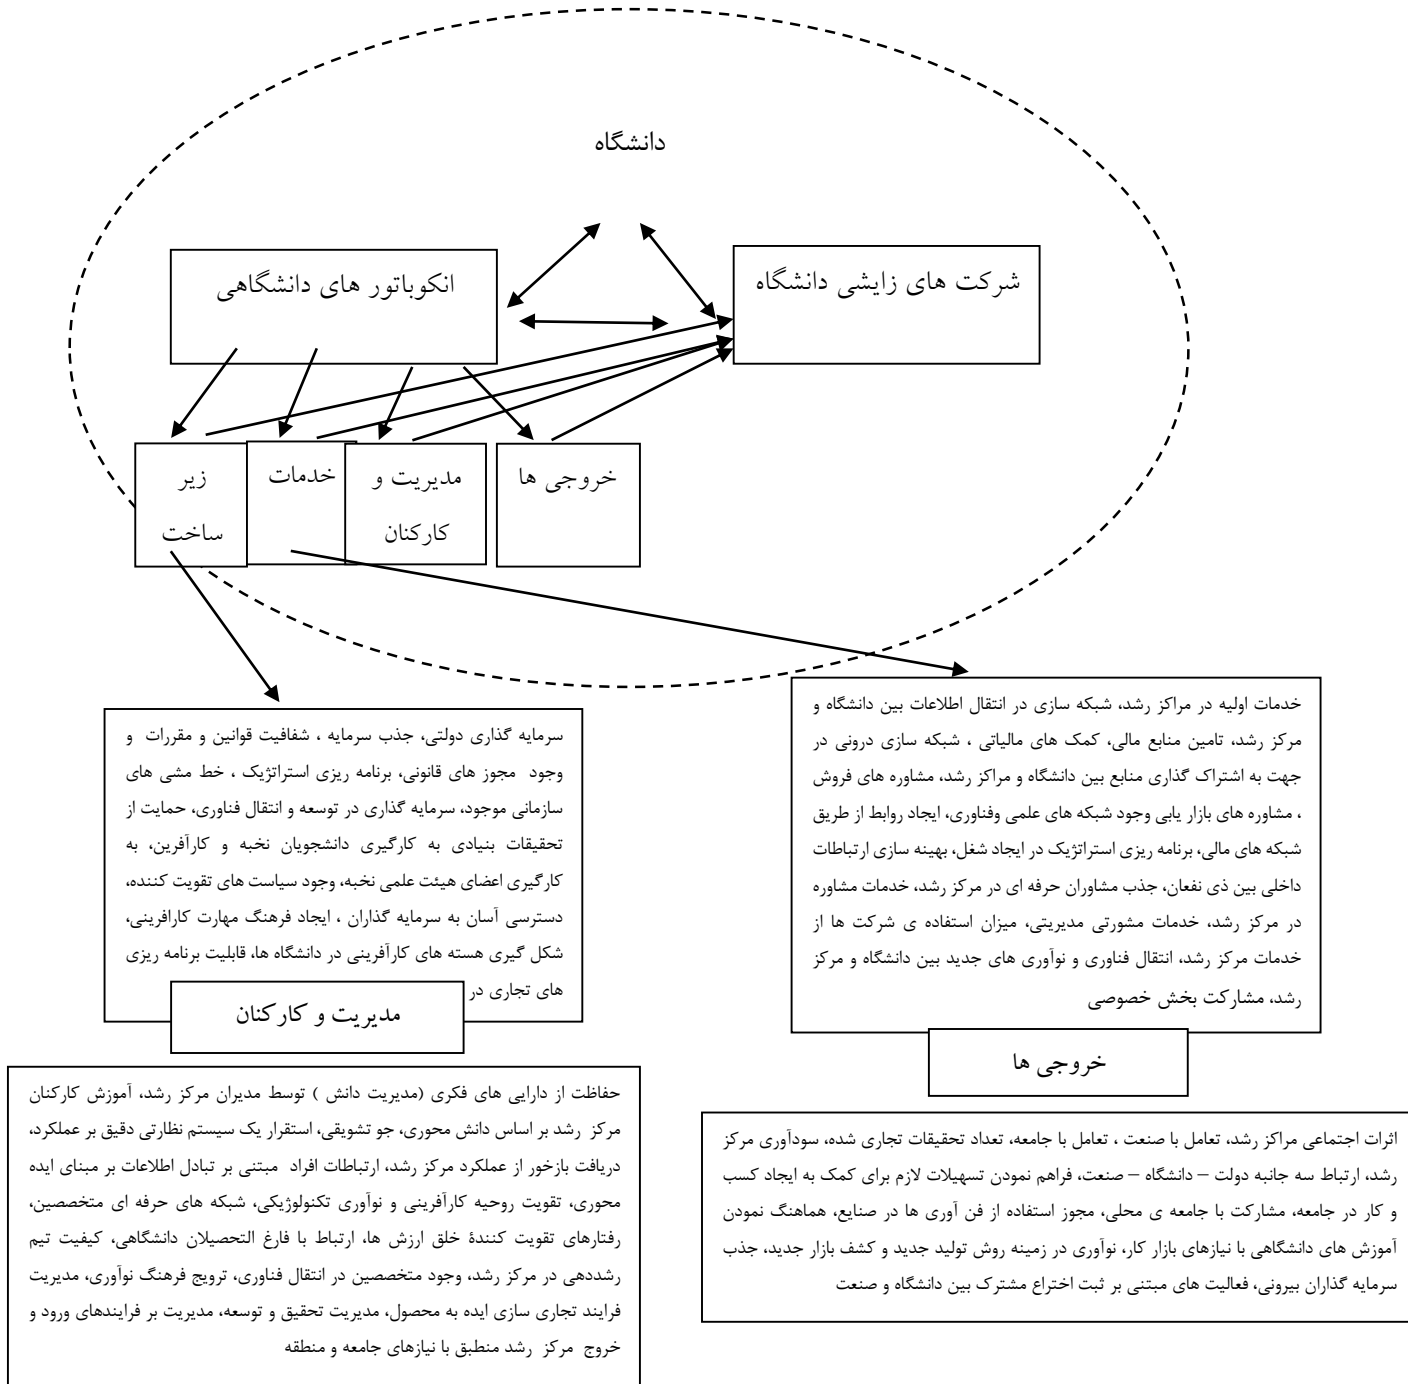 دانشگاه
شرکت های زایشی دانشگاه
انکوباتور های دانشگاهی
خروجی ها
مدیریت و
کارکنان
خدمات
زیر
ساخت
خدمات اولیه در مراکز رشد، شبکه سازی در انتقال اطلاعات بین دانشگاه و
مرکز رشد، تامین منابع مالی، کمک های مالیاتی ، شبکه سازی درونی در
جهت به اشتراک گذاری منابع بین دانشگاه و مراکز رشد، مشاوره های فروش
، مشاوره های بازار یابی وجود شبکه های علمی وفناوری، ایجاد روابط از طریق
شبکه های مالی، برنامه ریزی استراتژیک در ایجاد شغل، بهینه سازی ارتباطات
داخلی بین ذی نفعان، جذب مشاوران حرفه ای در مرکز رشد، خدمات مشاوره
در مرکز رشد، خدمات مشورتی مدیریتی، میزان استفاده ی شرکت ها از
خدمات مرکز رشد، انتقال فناوری و نوآوری های جدید بین دانشگاه و مرکز
رشد، مشارکت بخش خصوصی
سرمایه گذاری دولتی، جذب سرمایه ، شفافیت قوانین و مقررات و
وجود مجوز های قانونی، برنامه ریزی استراتژیک ، خط مشی های
سازمانی موجود، سرمایه گذاری در توسعه و انتقال فناوری، حمایت از
تحقیقات بنیادی به کارگیری دانشجویان نخبه و کارآفرین، به
کارگیری اعضای هیئت علمی نخبه، وجود سیاست های تقویت کننده،
دسترسی آسان به سرمایه گذاران ، ایجاد فرهنگ مهارت کارافرینی،
شکل گیری هسته های کارآفرینی در دانشگاه ها، قابلیت برنامه ریزی
های تجاری در
مدیریت و کارکنان
خروجی ها
حفاظت از دارایی های فکری (مدیریت دانش ) توسط مدیران مرکز رشد، آموزش کارکنان
مرکز رشد بر اساس دانش محوری، جو تشویقی، استقرار یک سیستم نظارتی دقیق بر عملکرد،
دریافت بازخور از عملکرد مرکز رشد، ارتباطات افراد مبتنی بر تبادل اطلاعات بر مبنای ایده
محوری، تقویت روحیه کارآفرینی و نوآوری تکنولوژیکی، شبکه های حرفه ای متخصصین،
رفتارهای تقویت کنندهٔ خلق ارزش ها، ارتباط با فارغ التحصیلان دانشگاهی، کیفیت تیم
رشددهی در مرکز رشد، وجود متخصصین در انتقال فناوری، ترویج فرهنگ نوآوری، مدیریت
فرایند تجاری سازی ایده به محصول، مدیریت تحقیق و توسعه، مدیریت بر فرایندهای ورود و
خروج مرکز رشد منطبق با نیازهای جامعه و منطقه
اثرات اجتماعی مراکز رشد، تعامل با صنعت ، تعامل با جامعه، تعداد تحقیقات تجاری شده، سودآوری مرکز
رشد، ارتباط سه جانبه دولت – دانشگاه – صنعت، فراهم نمودن تسهیلات لازم برای کمک به ایجاد کسب
و کار در جامعه، مشارکت با جامعه ی محلی، مجوز استفاده از فن آوری ها در صنایع، هماهنگ نمودن
آموزش های دانشگاهی با نیازهای بازار کار، نوآوری در زمینه روش تولید جدید و کشف بازار جدید، جذب
سرمایه گذاران بیرونی، فعالیت های مبتنی بر ثبت اختراع مشترک بین دانشگاه و صنعت